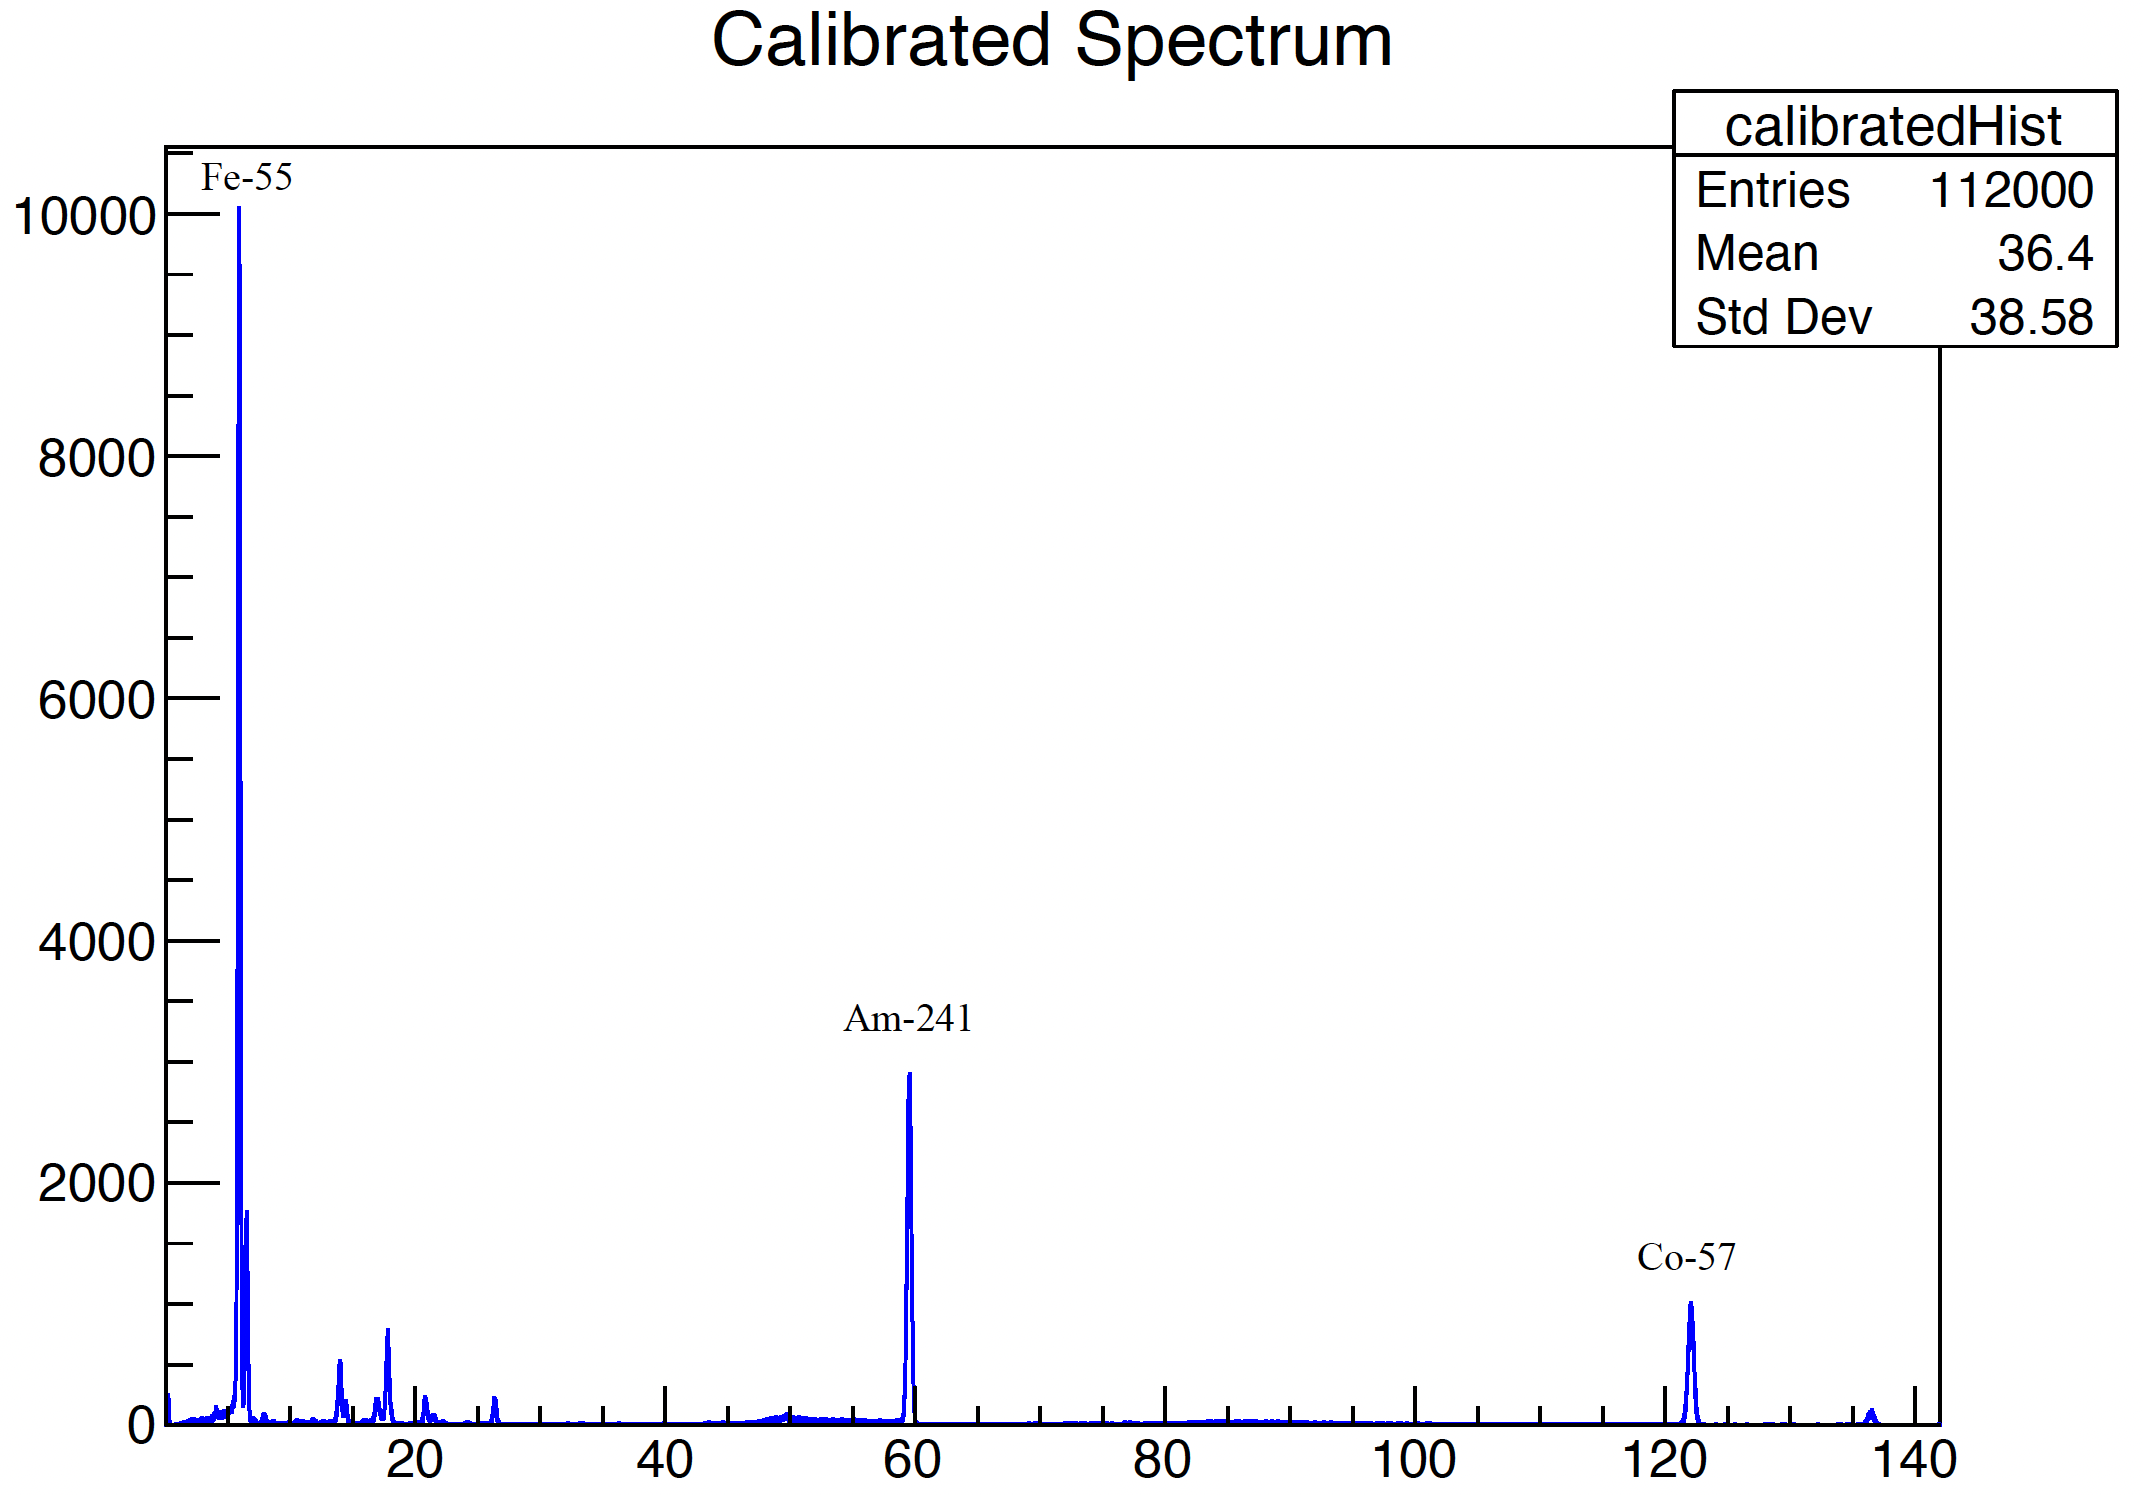 Calibrated Spectrum
calibratedHist
Entries 112000
Mean 36.4
Std Dev 38.58
Fe-55
10000
8000
6000
4000
Am-241
2000
Co-57
0
20 40 60 80 100 120 140